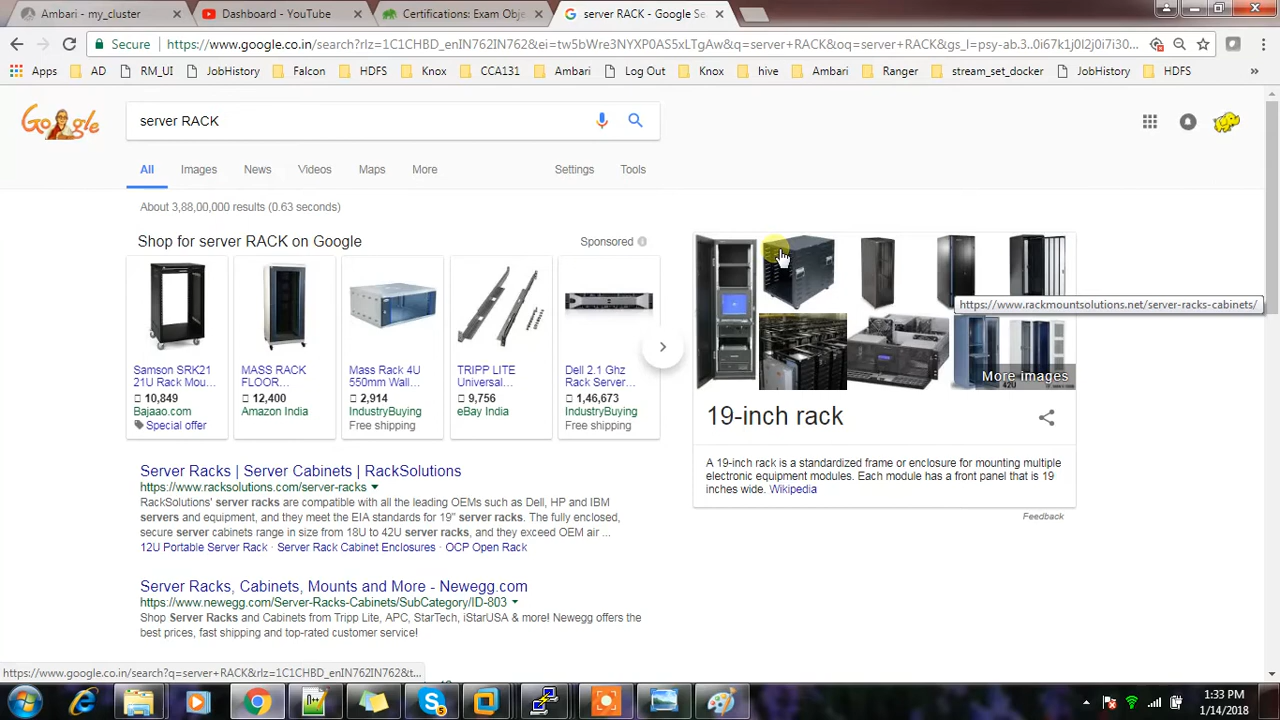 Ambari - my_cluster
Dashboard - YouTube
Certifications Exam Obje
server RACK - Google Se
Secure
https://www.google.co.in/search?rlz=1C1CHBD_enIN762IN762&ei=tw5bWre3NYXP0AS5xLTgAw&q=server+RACK&oq=server+RACK&gs_l=psy-ab.3...0i67k1j0l2j0i7i30...
Apps
AD
RM_UI
JobHistory
Falcon
HDFS
Knox
CCA131
Ambari
Log Out
Knox
hive
Ambari
Ranger
stream_set_docker
JobHistory
HDFS
Google
server RACK
All
Images
News
Videos
Maps
More
Settings
Tools
About 3,88,00,000 results (0.63 seconds)
Shop for server RACK on Google
Sponsored
Samson SRK21
21U Rack Mou...
10,849
Bajaao.com
Special offer
MASS RACK
FLOOR...
12,400
Amazon India
Mass Rack 4U
550mm Wall...
2,914
IndustryBuying
Free shipping
TRIPP LITE
Universal...
9,756
eBay India
Dell 2.1 Ghz
Rack Server...
1,46,673
IndustryBuying
Free shipping
https://www.rackmountsolutions.net/server-racks-cabinets/
More images
19-inch rack
A 19-inch rack is a standardized frame or enclosure for mounting multiple
electronic equipment modules. Each module has a front panel that is 19
inches wide. Wikipedia
Feedback
Server Racks | Server Cabinets | RackSolutions
https://www.racksolutions.com/server-racks
RackSolutions' server racks are compatible with all the leading OEMs such as Dell, HP and IBM
servers and equipment, and they meet the EIA standards for 19" server racks. The fully enclosed,
secure server cabinets range in size from 18U to 42U server racks, and they exceed OEM air ...
12U Portable Server Rack · Server Rack Cabinet Enclosures · OCP Open Rack
Server Racks, Cabinets, Mounts and More - Newegg.com
https://www.newegg.com/Server-Racks-Cabinets/SubCategory/ID-803
Shop Server Racks and Cabinets from Tripp Lite, APC, StarTech, iStarUSA & more! Newegg offers the
best prices, fast shipping and top-rated customer service!
https://www.google.co.in/search?q=server+RACK&rlz=1C1CHBD_enIN762IN762&t...
1:33 PM
1/14/2018